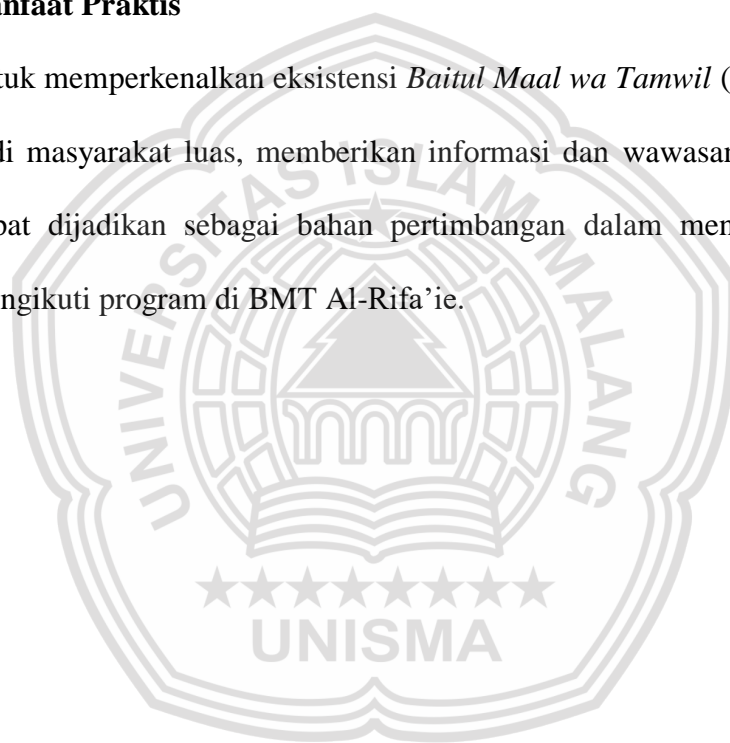 anfaat Praktis
tuk memperkenalkan eksistensi Baitul Maal wa Tamwil (
di masyarakat luas, memberikan informasi dan wawasan
pat dijadikan sebagai bahan pertimbangan dalam men
ngikuti program di BMT Al-Rifa’ie.
UNIVERSITAS ISLAM MALANG
UNISMA